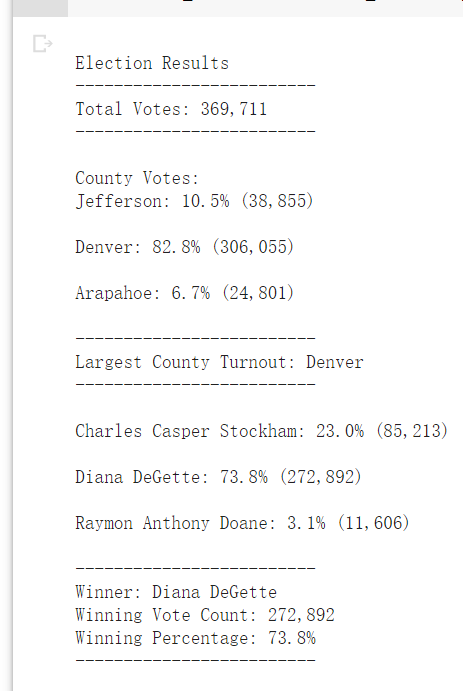 Election Results
-------------------------
Total Votes: 369,711
-------------------------
County Votes:
Jefferson: 10.5% (38,855)
Denver: 82.8% (306,055)
Arapahoe: 6.7% (24,801)
-------------------------
Largest County Turnout: Denver
-------------------------
Charles Casper Stockham: 23.0% (85,213)
Diana DeGette: 73.8% (272,892)
Raymon Anthony Doane: 3.1% (11,606)
-------------------------
Winner: Diana DeGette
Winning Vote Count: 272,892
Winning Percentage: 73.8%
-------------------------